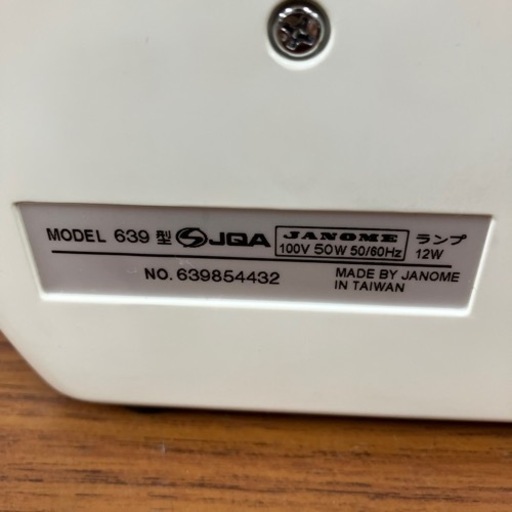 MODEL 639 型 JQA JANOME ランプ
100V 50W 50/60Hz 12W
NO. 639854432 MADE BY JANOME
IN TAIWAN